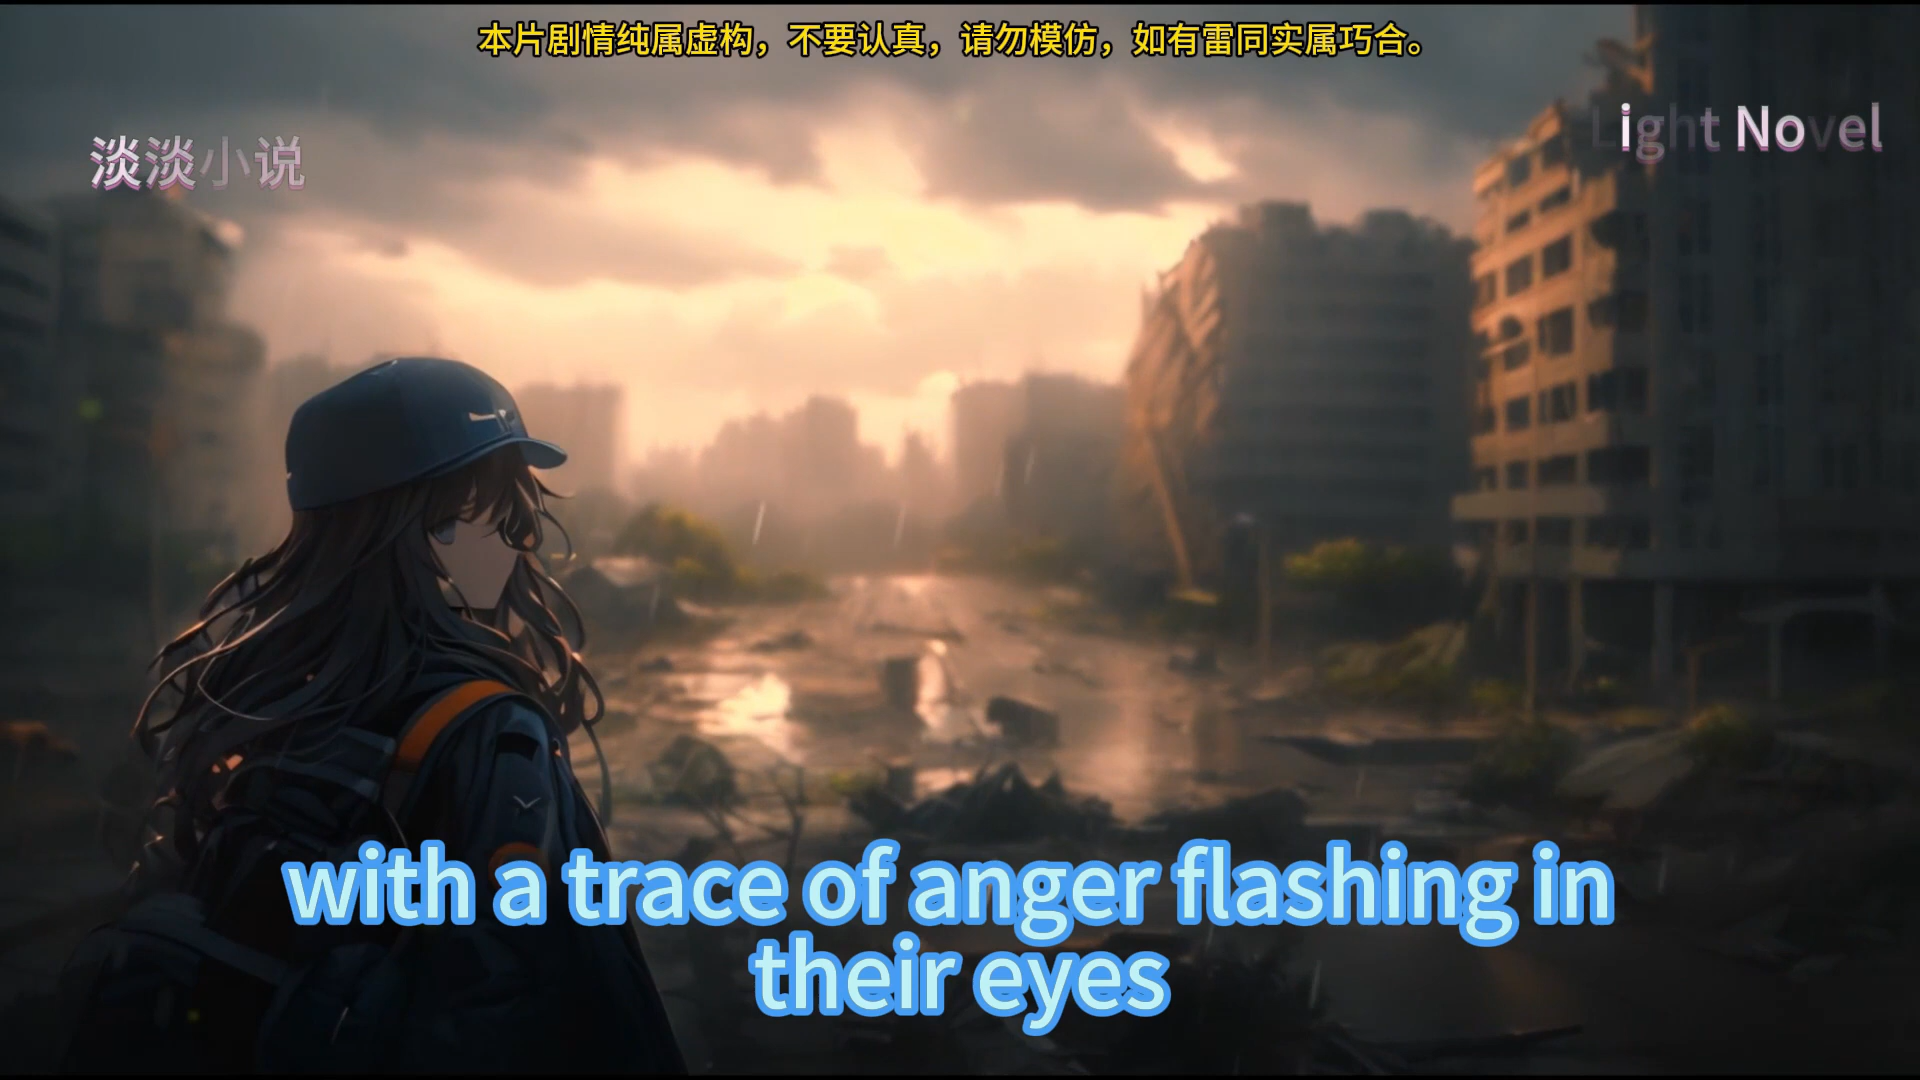 本片剧情纯属虚构，不要认真，请勿模仿，如有雷同实属巧合。
淡淡小说
Light Novel
with a trace of anger flashing in
their eyes